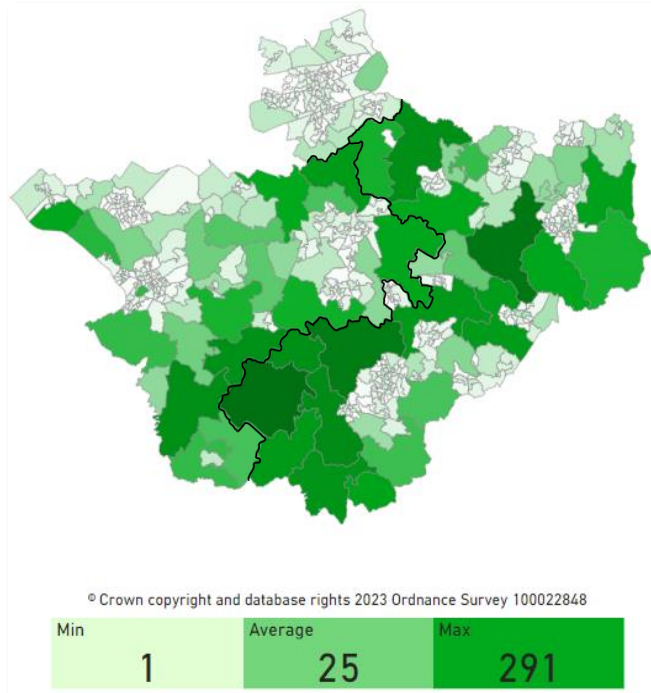 © Crown copyright and database rights 2023 Ordnance Survey 100022848
Min
Average
Max
1
25
291